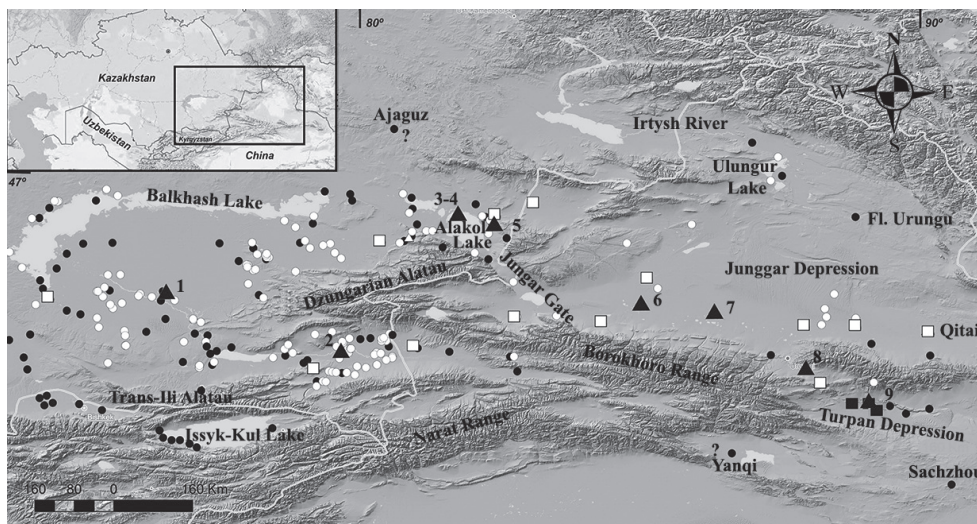 80°
90°
Kazakhstan
Uzbekistan
Kyrgyzstan
China
N
W E
S
Ajaguz
?
Irtysh River
47°
Ulungur
Lake
Balkhash Lake
3-4
Alakol
Lake
5
Fl. Urungu
Jungar Gate
Junggar Depression
Dzungarian Alatau
1
6
7
Qitai
2
Borokhoro Range
8
Trans-Ili Alatau
9
Turpan Depression
Issyk-Kul Lake
Narat Range
?
Yanqi
Sachzhou
160 80 0 160 Km